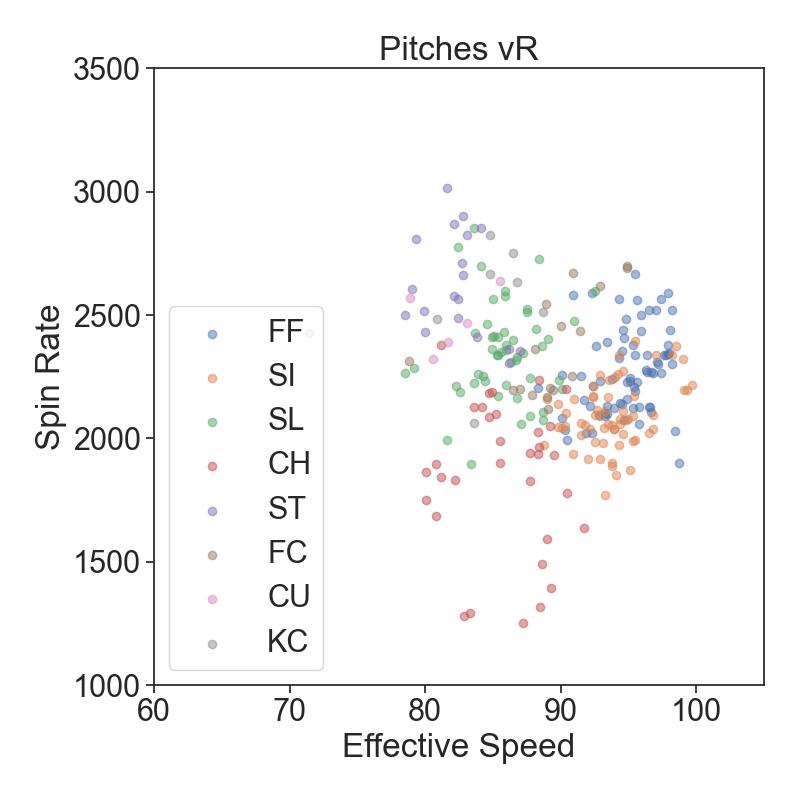 Pitches vR
3500
3000
2500
2000
1500
1000
Spin Rate
FF
SI
SL
CH
ST
FC
CU
KC
60 70 80 90 100
Effective Speed